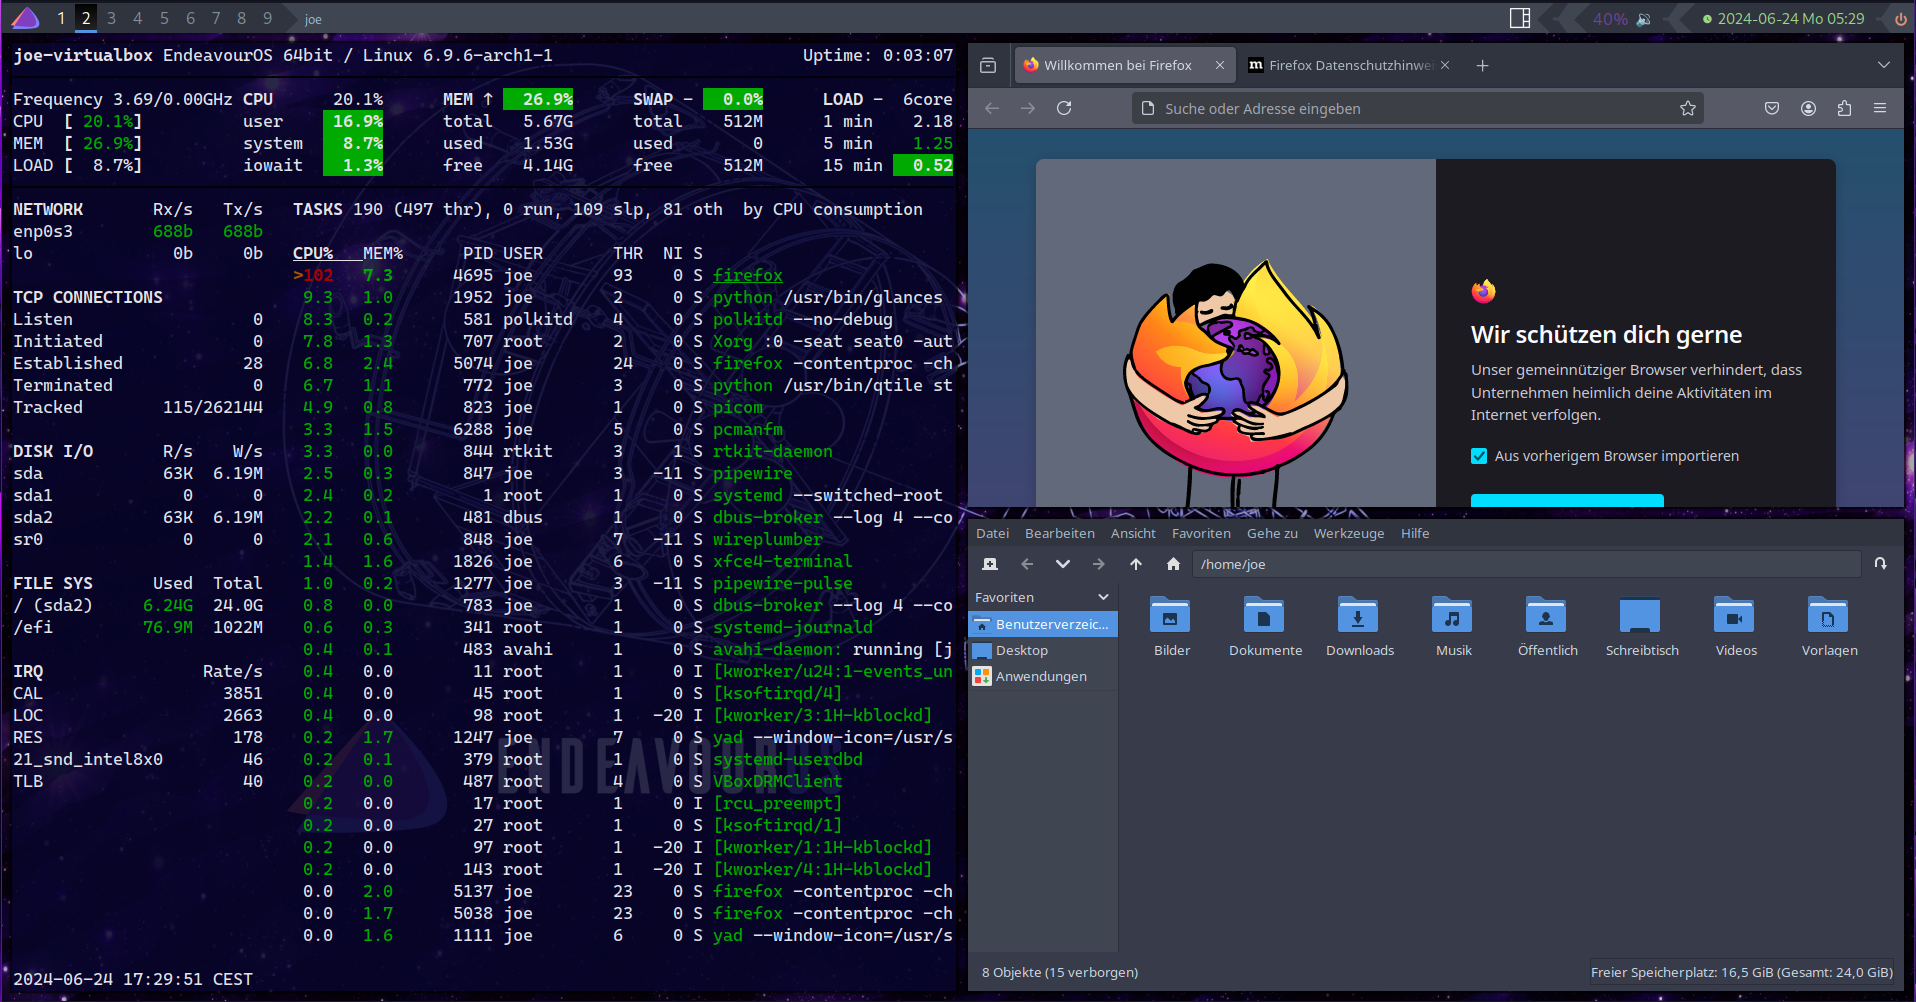 1 2 3 4 5 6 7 8 9 joe 40% 2024-06-24 Mo 05:29
joe-virtualbox EndeavourOS 64bit / Linux 6.9.6-arch1-1 Uptime: 0:03:07
Frequency 3.69/0.00GHz CPU 20.1% MEM ↑ 26.9% SWAP - 0.0% LOAD - 6core
CPU [ 20.1%] user 16.9% total 5.67G total 512M 1 min 2.18
MEM [ 26.9%] system 8.7% used 1.53G used 0 5 min 1.25
LOAD [ 8.7%] iowait 1.3% free 4.14G free 512M 15 min 0.52
NETWORK Rx/s Tx/s
enp0s3 688b 688b
lo 0b 0b
TCP CONNECTIONS
Listen 0
Initiated 0
Established 28
Terminated 0
Tracked 115/262144
DISK I/O R/s W/s
sda 63K 6.19M
sda1 0 0
sda2 63K 6.19M
sr0 0 0
FILE SYS Used Total
/ (sda2) 6.24G 24.0G
/efi 76.9M 1022M
IRQ Rate/s
CAL 3851
LOC 2663
RES 178
21_snd_intel8x0 46
TLB 40
TASKS 190 (497 thr), 0 run, 109 slp, 81 oth by CPU consumption
CPU% MEM% PID USER THR NI S
>102 7.3 4695 joe 93 0 S firefox
9.3 1.0 1952 joe 2 0 S python /usr/bin/glances
8.3 0.2 581 polkitd 4 0 S polkitd --no-debug
7.8 1.3 707 root 2 0 S Xorg :0 -seat seat0 -aut
6.8 2.4 5074 joe 24 0 S firefox -contentproc -ch
6.7 1.1 772 joe 3 0 S python /usr/bin/qtile st
4.9 0.8 823 joe 1 0 S picom
3.3 1.5 6288 joe 5 0 S pcmanfm
3.3 0.0 844 rtkit 3 1 S rtkit-daemon
2.5 0.3 847 joe 3 -11 S pipewire
2.4 0.2 1 root 1 0 S systemd --switched-root
2.2 0.1 481 dbus 1 0 S dbus-broker --log 4 --co
2.1 0.6 848 joe 7 -11 S wireplumber
1.4 1.6 1826 joe 6 0 S xfce4-terminal
1.0 0.2 1277 joe 3 -11 S pipewire-pulse
0.8 0.0 783 joe 1 0 S dbus-broker --log 4 --co
0.6 0.3 341 root 1 0 S systemd-journald
0.4 0.1 483 avahi 1 0 S avahi-daemon: running [j
0.4 0.0 11 root 1 0 I [kworker/u24:1-events_un
0.4 0.0 45 root 1 0 S [ksoftirqd/4]
0.4 0.0 98 root 1 -20 I [kworker/3:1H-kblockd]
0.2 1.7 1247 joe 7 0 S yad --window-icon=/usr/s
0.2 0.1 379 root 1 0 S systemd-userdbd
0.2 0.0 487 root 4 0 S VBoxDRMClient
0.2 0.0 17 root 1 0 I [rcu_preempt]
0.2 0.0 27 root 1 0 S [ksoftirqd/1]
0.2 0.0 97 root 1 -20 I [kworker/1:1H-kblockd]
0.2 0.0 143 root 1 -20 I [kworker/4:1H-kblockd]
0.0 2.0 5137 joe 23 0 S firefox -contentproc -ch
0.0 1.7 5038 joe 23 0 S firefox -contentproc -ch
0.0 1.6 1111 joe 6 0 S yad --window-icon=/usr/s
ENDEAVOUROS
2024-06-24 17:29:51 CEST
Willkommen bei Firefox m Firefox Datenschutzhinwei
Suche oder Adresse eingeben
Wir schützen dich gerne
Unser gemeinnütziger Browser verhindert, dass
Unternehmen heimlich deine Aktivitäten im
Internet verfolgen.
Aus vorherigem Browser importieren
Datei Bearbeiten Ansicht Favoriten Gehe zu Werkzeuge Hilfe
/home/joe
Favoriten
Benutzerverzeic...
Desktop
Anwendungen
Bilder Dokumente Downloads Musik Öffentlich Schreibtisch Videos Vorlagen
8 Objekte (15 verborgen) Freier Speicherplatz: 16,5 GiB (Gesamt: 24,0 GiB)